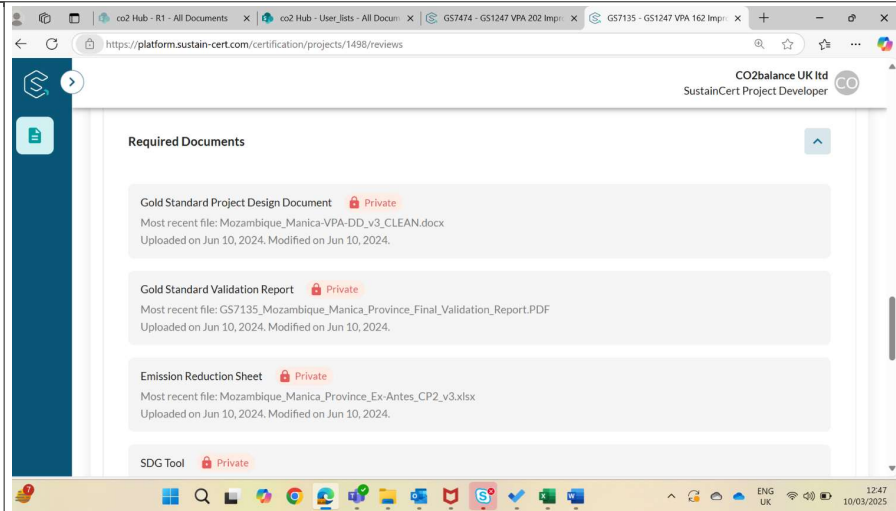 co2 Hub - R1 - All Documents
co2 Hub - User_lists - All Docum
GS7474 - GS1247 VPA 202 Impr
GS7135 - GS1247 VPA 162 Impr
https://platform.sustain-cert.com/certification/projects/1498/reviews
CO2balance UK ltd
SustainCert Project Developer
CO
Required Documents
Gold Standard Project Design Document Private
Most recent file: Mozambique_Manica-VPA-DD_v3_CLEAN.docx
Uploaded on Jun 10, 2024. Modified on Jun 10, 2024.
Gold Standard Validation Report Private
Most recent file: GS7135_Mozambique_Manica_Province_Final_Validation_Report.PDF
Uploaded on Jun 10, 2024. Modified on Jun 10, 2024.
Emission Reduction Sheet Private
Most recent file: Mozambique_Manica_Province_Ex-Antes_CP2_v3.xlsx
Uploaded on Jun 10, 2024. Modified on Jun 10, 2024.
SDG Tool Private
ENG
UK
12:47
10/03/2025